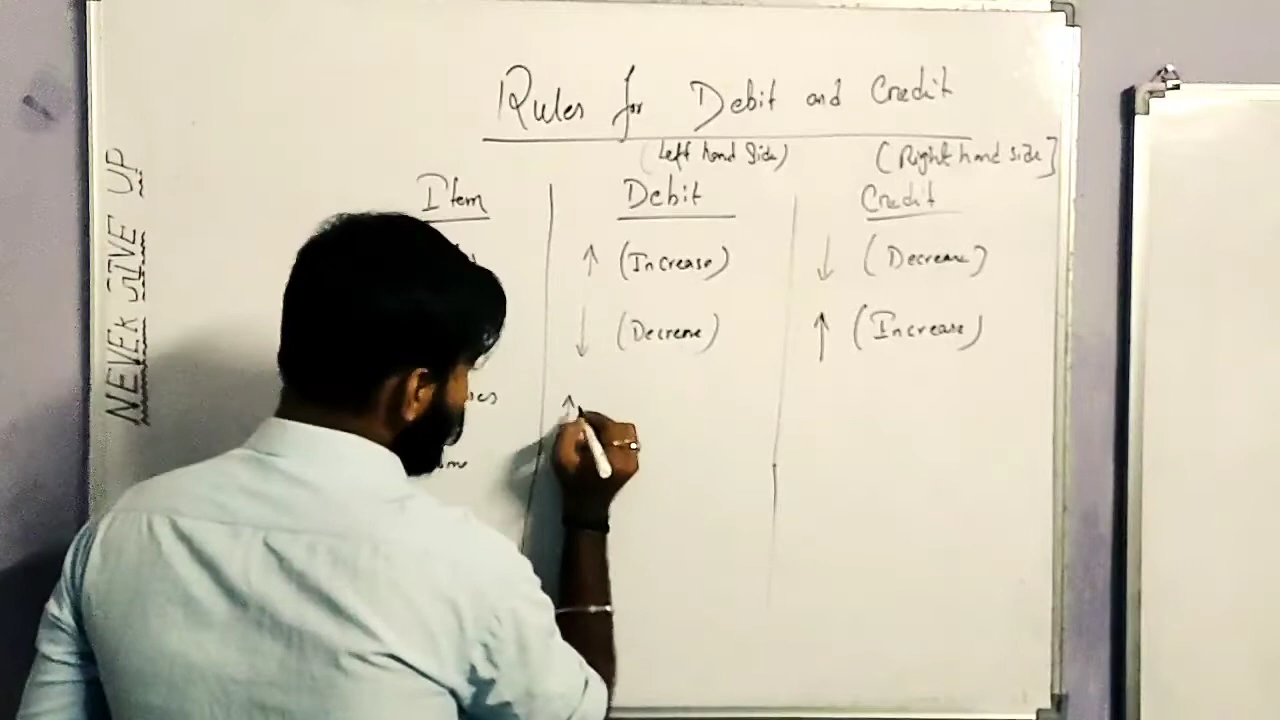 Rules for Debit and Credit
(Left hand Side) (Right hand side)
Item Debit Credit
↑ (Increase) ↓ (Decrease)
↓ (Decrease) ↑ (Increase)
↑
NEVER GIVE UP